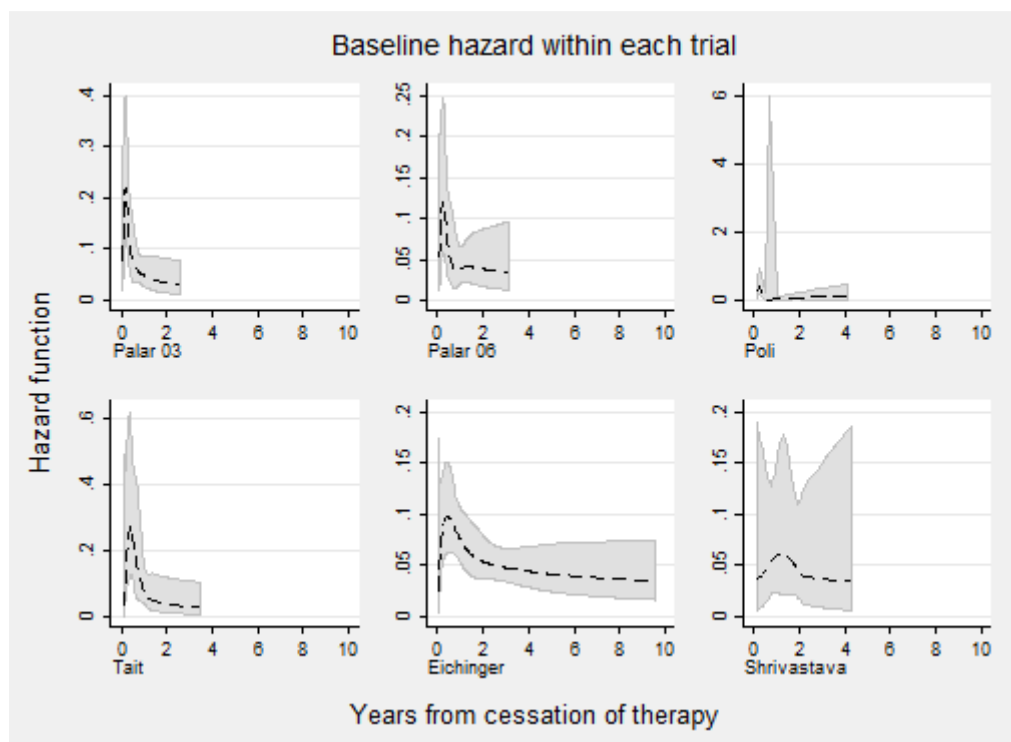 Baseline hazard within each trial
Hazard function
.4
.3
.2
.1
0
0 2 4 6 8 10
Palar 03
.25
.2
.15
.1
.05
0
0 2 4 6 8 10
Palar 06
6
4
2
0
0 2 4 6 8 10
Poli
.6
.4
.2
0
0 2 4 6 8 10
Tait
.2
.15
.1
.05
0
0 2 4 6 8 10
Eichinger
.2
.15
.1
.05
0
0 2 4 6 8 10
Shrivastava
Years from cessation of therapy